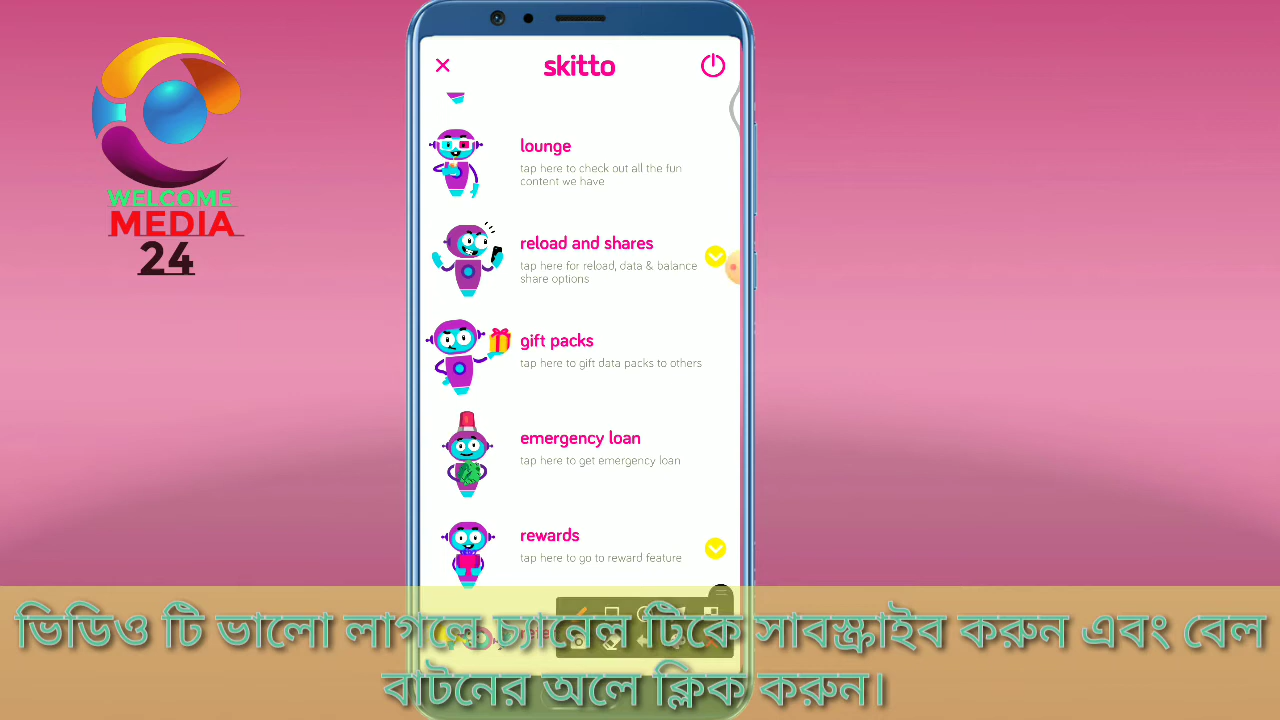 skitto
WELCOME
MEDIA
24
lounge
tap here to check out all the fun
content we have
reload and shares
tap here for reload, data & balance
share options
gift packs
tap here to gift data packs to others
emergency loan
tap here to get emergency loan
rewards
tap here to go to reward feature
ভিডিও টি ভালো লাগলে চ্যানেল টিকে সাবস্ক্রাইব করুন এবং বেল
বাটনের অলে ক্লিক করুন।